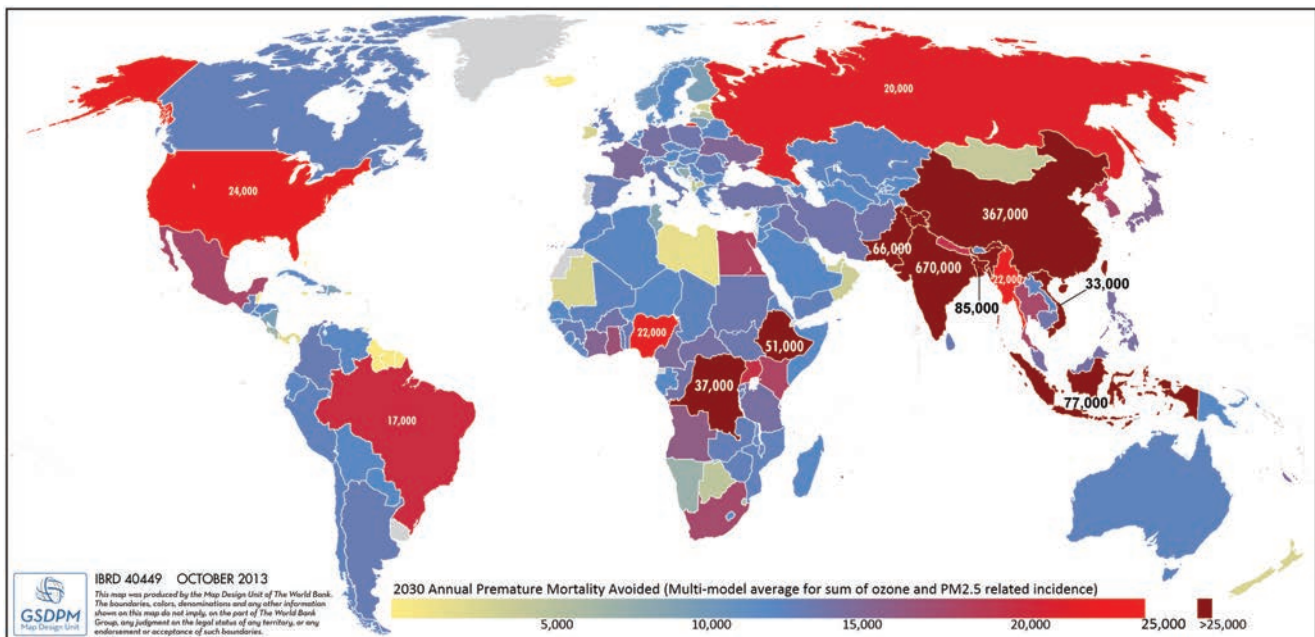 20,000
24,000
367,000
66,000
670,000
22,000
33,000
85,000
22,000
51,000
37,000
77,000
17,000
IBRD 40449 OCTOBER 2013
This map was produced by the Map Design Unit of The World Bank.
The boundaries, colors, denominations and any other information
shown on this map do not imply, on the part of The World Bank
Group, any judgment on the legal status of any territory, or any
endorsement or acceptance of such boundaries.
GSDPM
Map Design Unit
2030 Annual Premature Mortality Avoided (Multi-model average for sum of ozone and PM2.5 related incidence)
5,000 10,000 15,000 20,000 25,000 >25,000